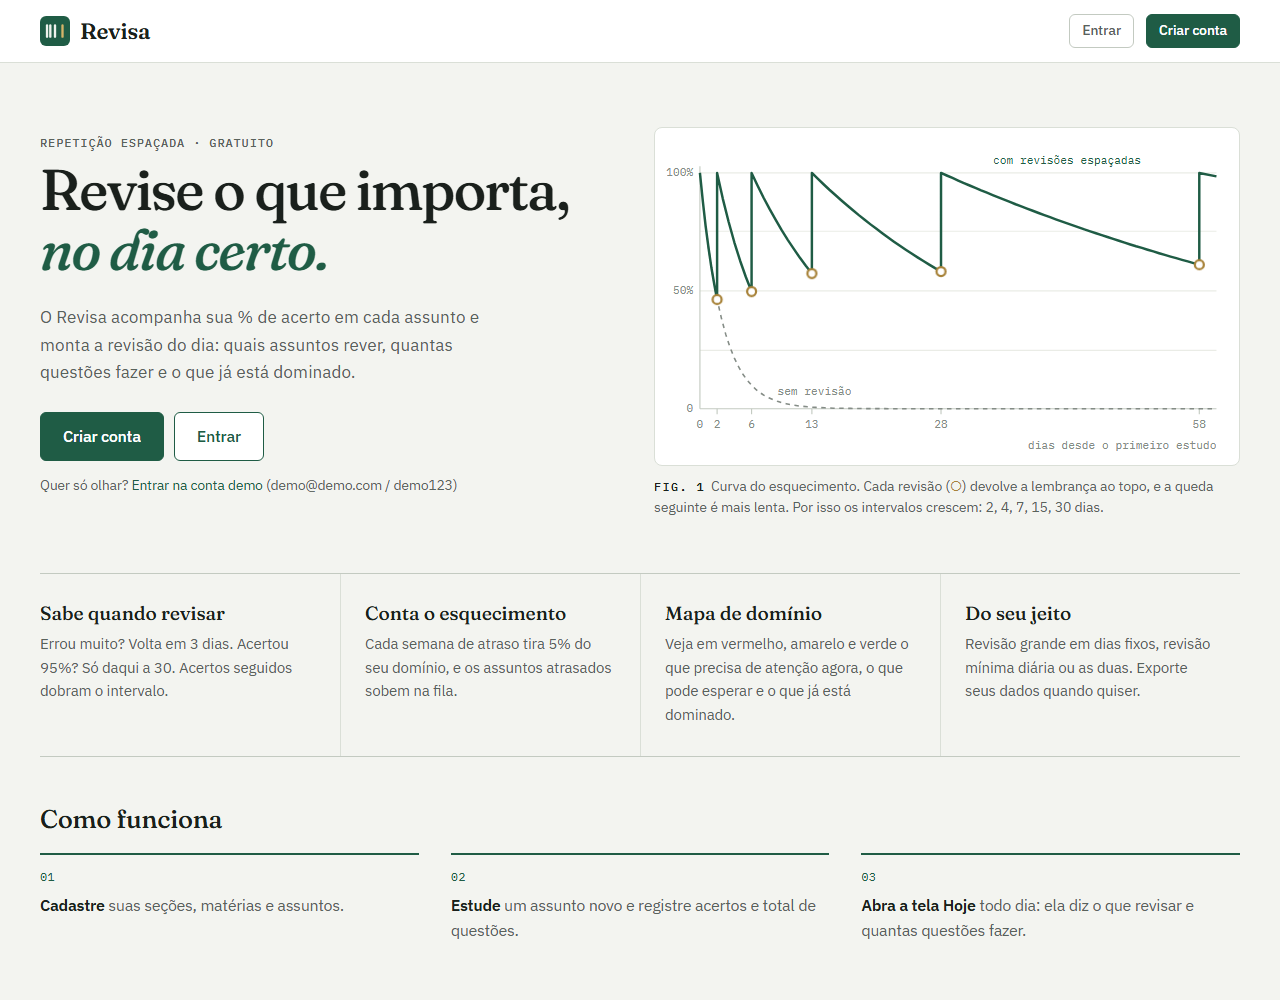 Revisa
Entrar
Criar conta
REPETIÇÃO ESPAÇADA · GRATUITO
Revise o que importa,
no dia certo.
O Revisa acompanha sua % de acerto em cada assunto e
monta a revisão do dia: quais assuntos rever, quantas
questões fazer e o que já está dominado.
Criar conta
Entrar
Quer só olhar? Entrar na conta demo (demo@demo.com / demo123)
com revisões espaçadas
100%
50%
sem revisão
0
0 2 6 13 28 58
dias desde o primeiro estudo
FIG. 1 Curva do esquecimento. Cada revisão (○) devolve a lembrança ao topo, e a queda
seguinte é mais lenta. Por isso os intervalos crescem: 2, 4, 7, 15, 30 dias.
Sabe quando revisar
Errou muito? Volta em 3 dias. Acertou
95%? Só daqui a 30. Acertos seguidos
dobram o intervalo.
Conta o esquecimento
Cada semana de atraso tira 5% do
seu domínio, e os assuntos atrasados
sobem na fila.
Mapa de domínio
Veja em vermelho, amarelo e verde o
que precisa de atenção agora, o que
pode esperar e o que já está
dominado.
Do seu jeito
Revisão grande em dias fixos, revisão
mínima diária ou as duas. Exporte
seus dados quando quiser.
Como funciona
01
Cadastre suas seções, matérias e assuntos.
02
Estude um assunto novo e registre acertos e total de
questões.
03
Abra a tela Hoje todo dia: ela diz o que revisar e
quantas questões fazer.